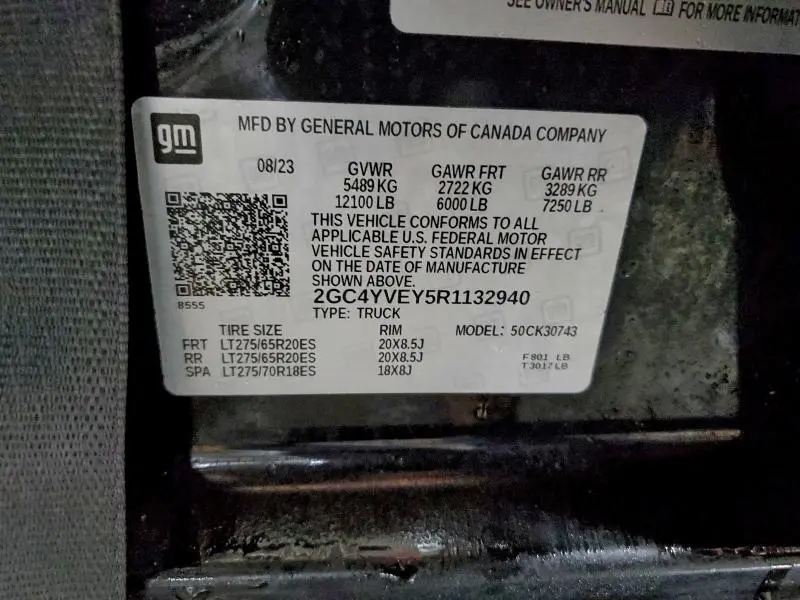 SEE OWNER'S MANUAL FOR MORE INFORMAT
gm
MFD BY GENERAL MOTORS OF CANADA COMPANY
08/23 GVWR GAWR FRT GAWR RR
5489 KG 2722 KG 3289 KG
12100 LB 6000 LB 7250 LB
THIS VEHICLE CONFORMS TO ALL
APPLICABLE U.S. FEDERAL MOTOR
VEHICLE SAFETY STANDARDS IN EFFECT
ON THE DATE OF MANUFACTURE
SHOWN ABOVE.
8555 2GC4YVEY5R1132940
TYPE: TRUCK
TIRE SIZE RIM MODEL: 50CK30743
FRT LT275/65R20ES 20X8.5J
RR LT275/65R20ES 20X8.5J F801 LB
SPA LT275/70R18ES 18X8J T3017LB